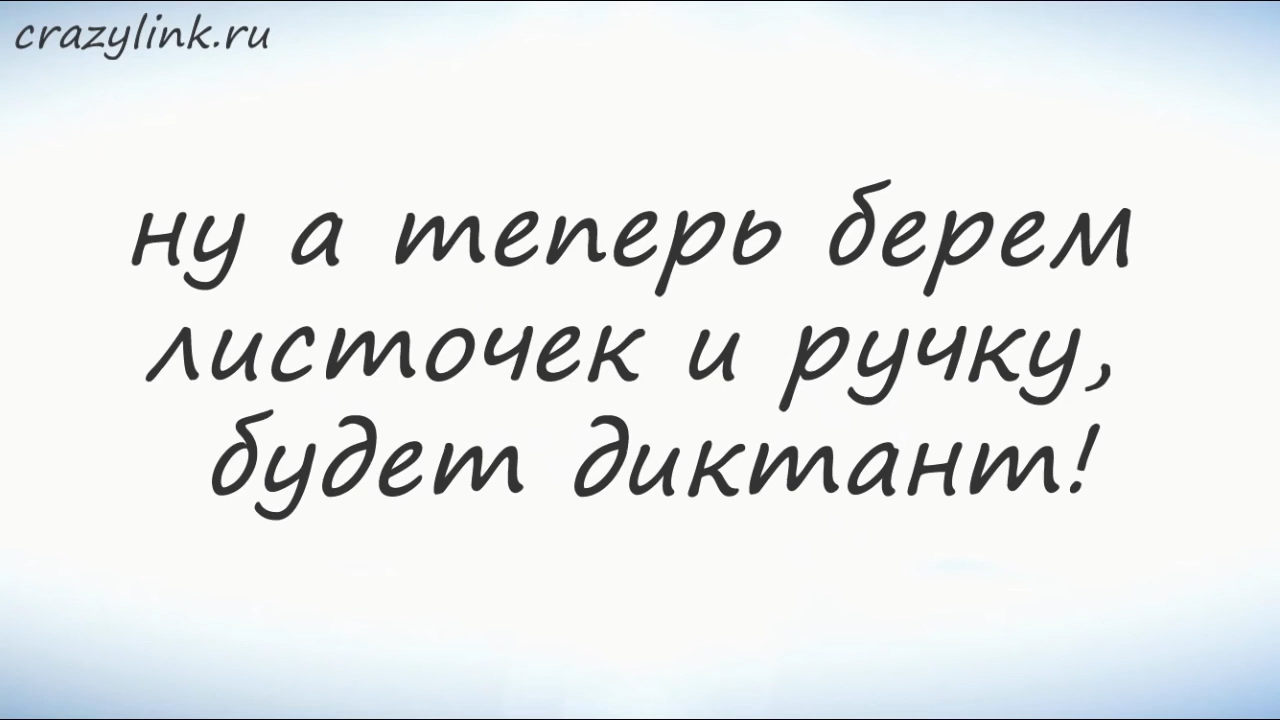 crazylink.ru
ну а теперь берем
листочек и ручку,
будет диктант!